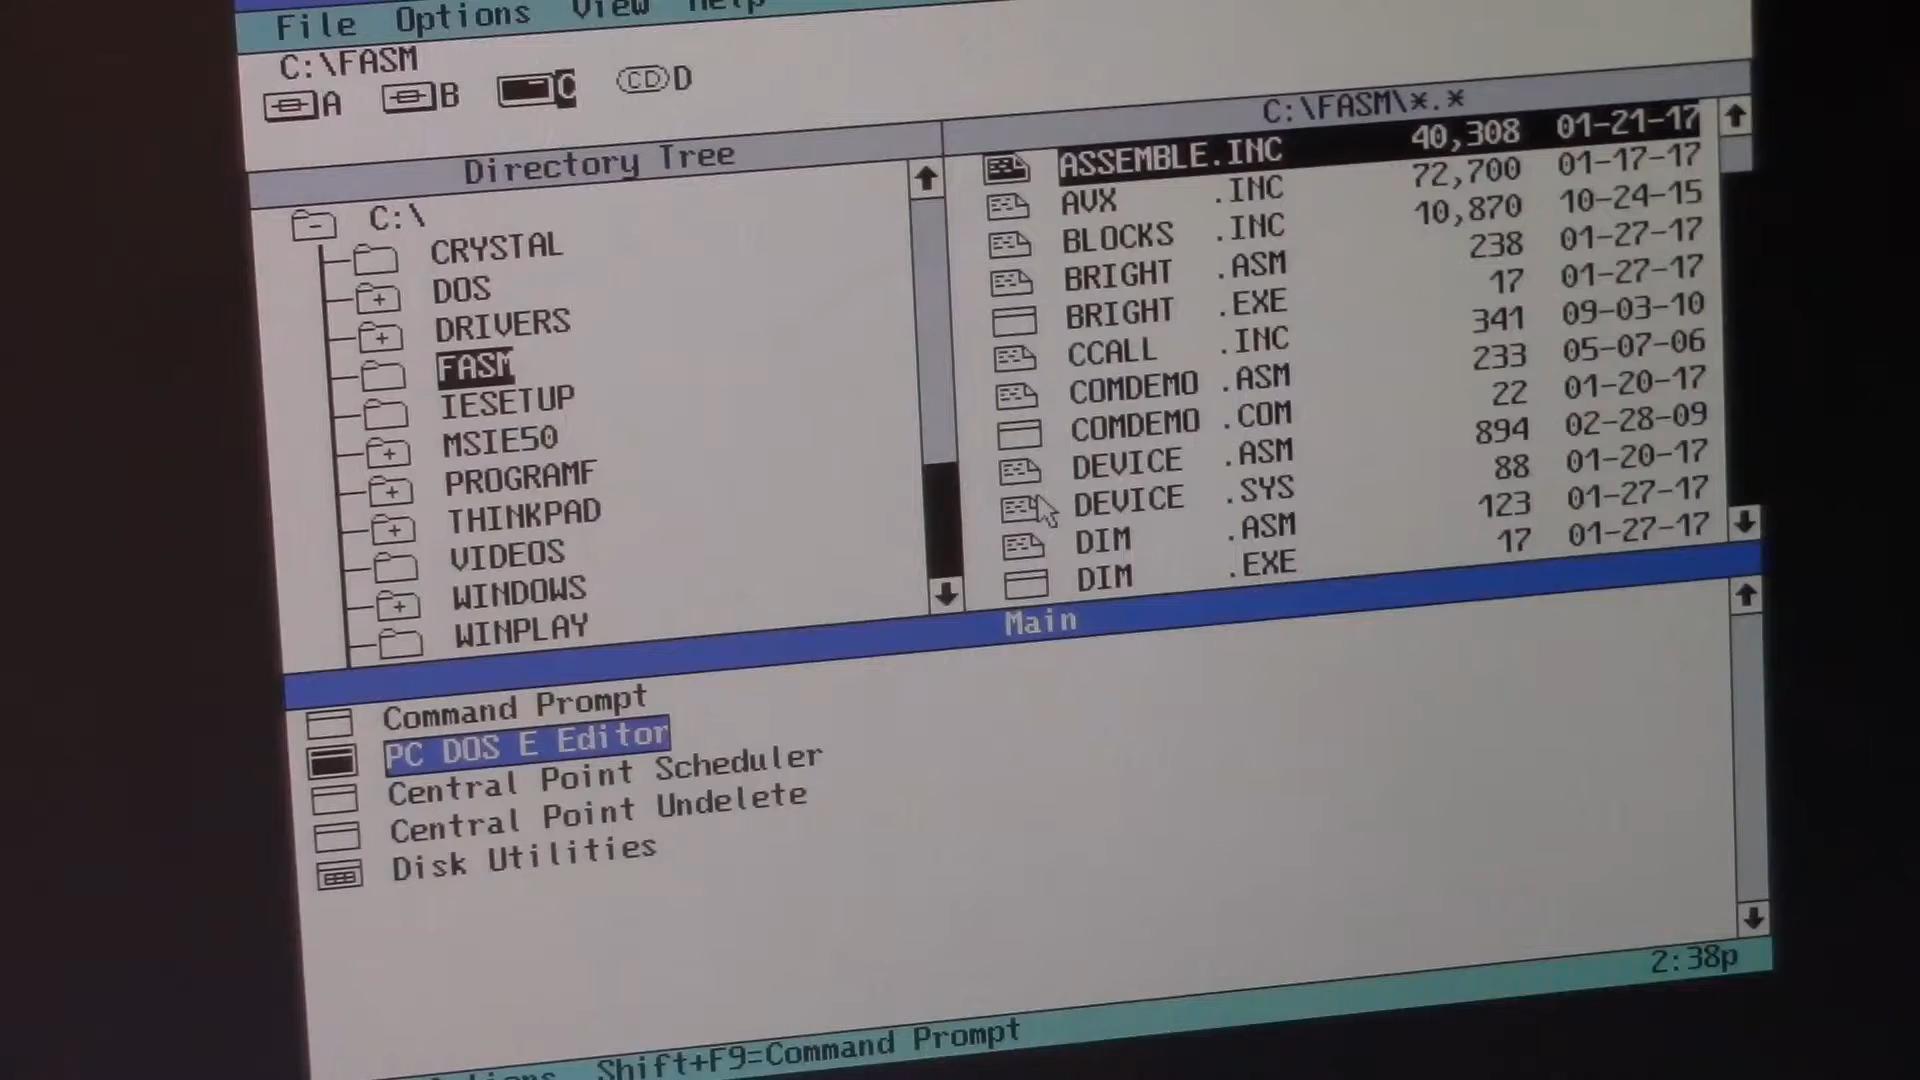 File Options View Help
C:\FASM
A B C CD D
Directory Tree
C:\
CRYSTAL
DOS
DRIVERS
FASM
IESETUP
MSIE50
PROGRAMF
THINKPAD
VIDEOS
WINDOWS
WINPLAY
C:\FASM\*.*
ASSEMBLE.INC 40,308 01-21-17
AVX .INC 72,700 01-17-17
BLOCKS .INC 10,870 10-24-15
BRIGHT .ASM 238 01-27-17
BRIGHT .EXE 17 01-27-17
CCALL .INC 341 09-03-10
COMDEMO .ASM 233 05-07-06
COMDEMO .COM 22 01-20-17
DEVICE .ASM 894 02-28-09
DEVICE .SYS 88 01-20-17
DIM .ASM 123 01-27-17
DIM .EXE 17 01-27-17
Main
Command Prompt
PC DOS E Editor
Central Point Scheduler
Central Point Undelete
Disk Utilities
Shift+F9=Command Prompt 2:38p